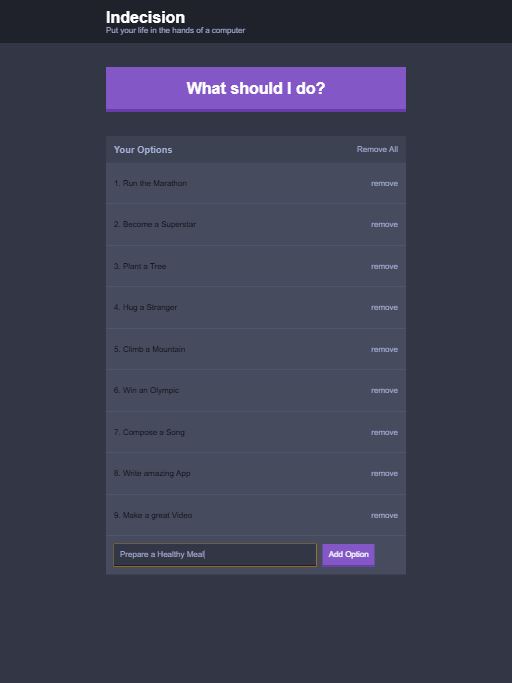 Indecision
Put your life in the hands of a computer
What should I do?
Your Options Remove All
1. Run the Marathon remove
2. Become a Superstar remove
3. Plant a Tree remove
4. Hug a Stranger remove
5. Climb a Mountain remove
6. Win an Olympic remove
7. Compose a Song remove
8. Write amazing App remove
9. Make a great Video remove
Prepare a Healthy Meal Add Option